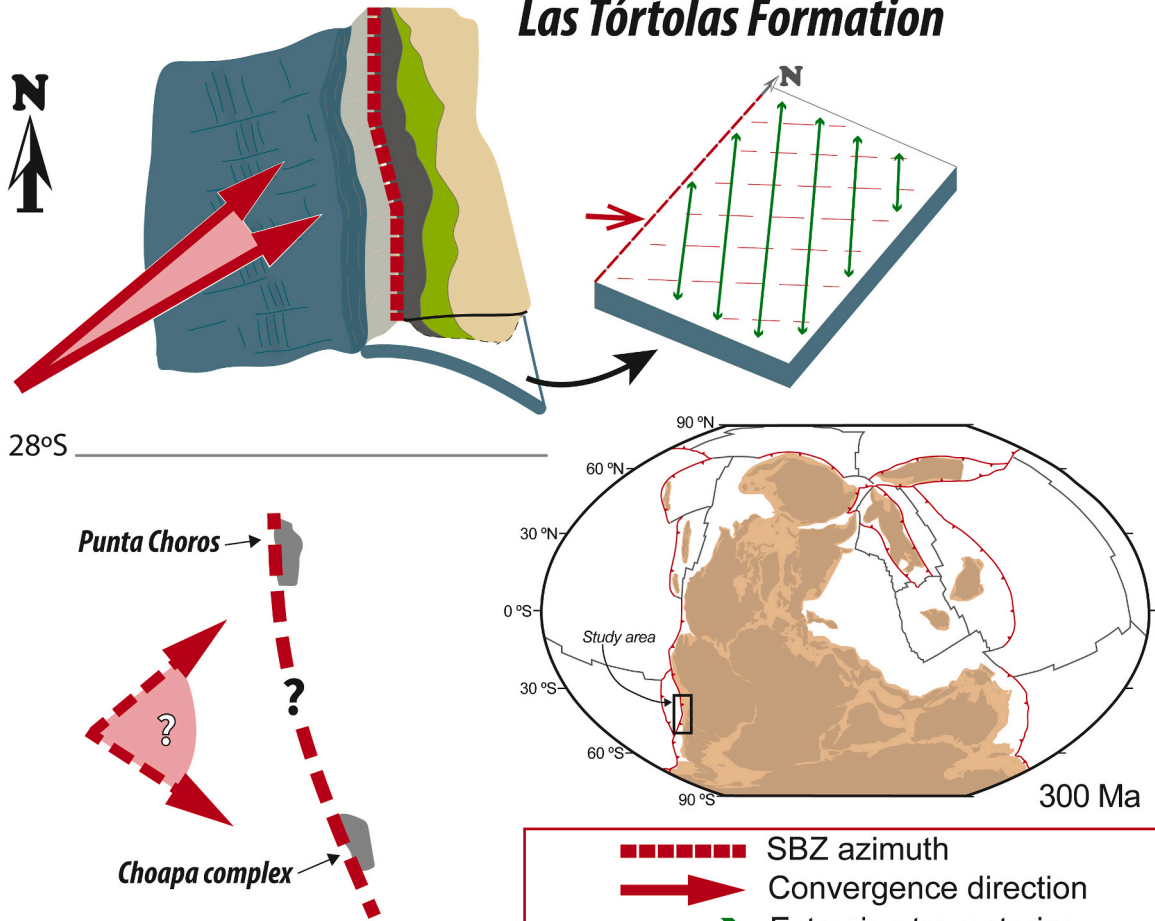 Las Tórtolas Formation
N
N
28ºS
Punta Choros
?
?
Choapa complex
90 ºN
60 ºN
30 ºN
0 ºS
Study area
30 ºS
60 ºS
90 ºS
300 Ma
SBZ azimuth
Convergence direction